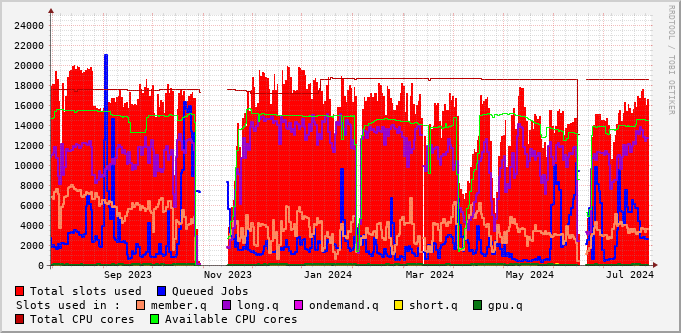 24000
22000
20000
18000
16000
14000
12000
10000
8000
6000
4000
2000
0
Sep 2023 Nov 2023 Jan 2024 Mar 2024 May 2024 Jul 2024
Total slots used Queued Jobs
Slots used in : member.q long.q ondemand.q short.q gpu.q
Total CPU cores Available CPU cores
RRDTOOL / TOBI OETIKER